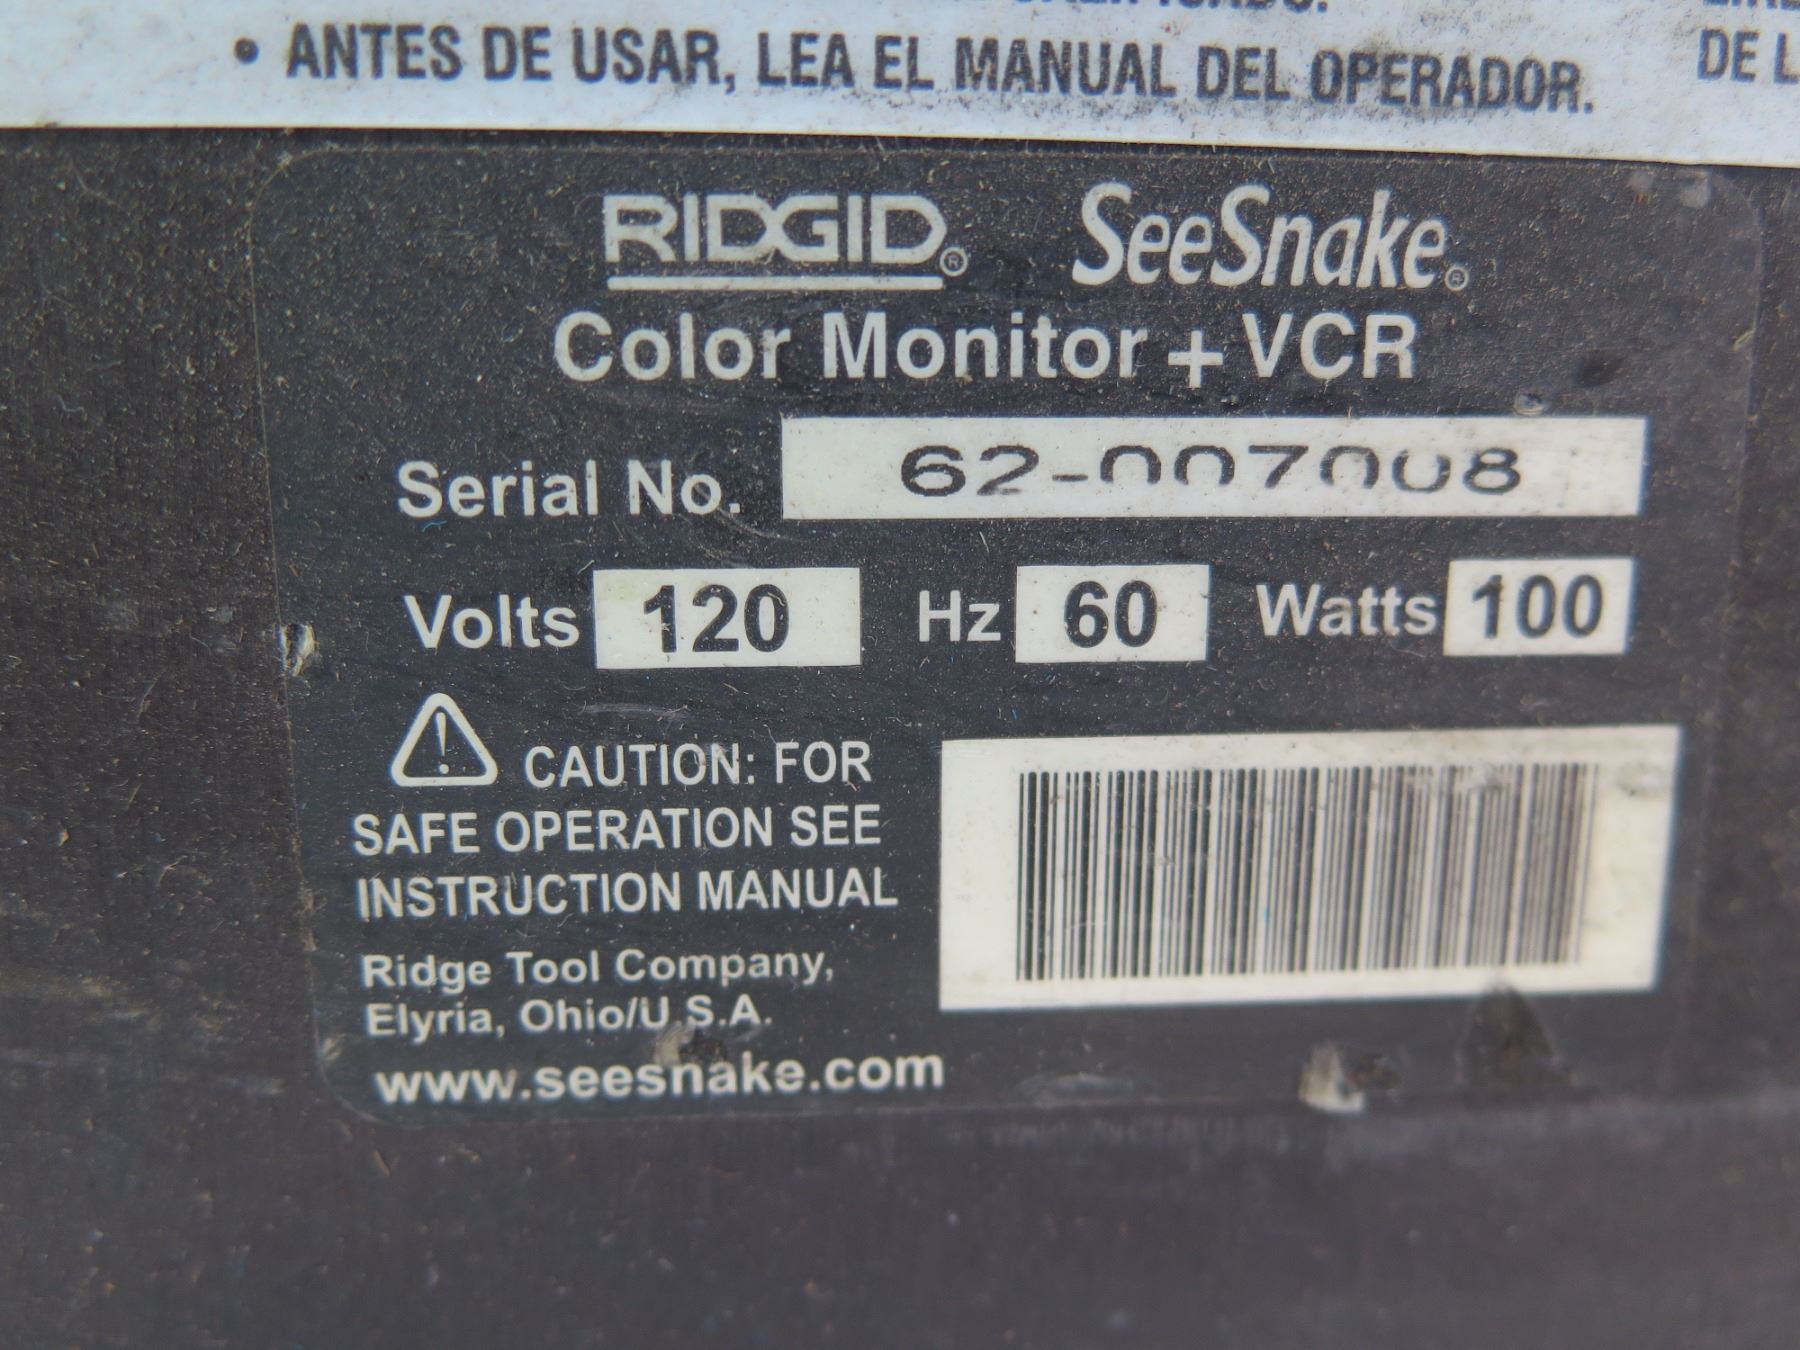 • ANTES DE USAR, LEA EL MANUAL DEL OPERADOR.
DE L
RIDGID® SeeSnake®
Color Monitor + VCR
Serial No. 62-007008
Volts 120 Hz 60 Watts 100
CAUTION: FOR
SAFE OPERATION SEE
INSTRUCTION MANUAL
Ridge Tool Company,
Elyria, Ohio/U.S.A.
www.seesnake.com